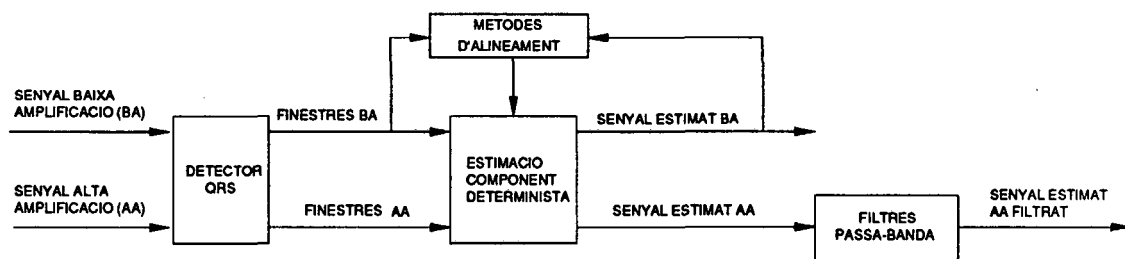 METODES
D'ALINEAMENT
SENYAL BAIXA
AMPLIFICACIO (BA)
FINESTRES BA
SENYAL ESTIMAT BA
DETECTOR
QRS
ESTIMACIO
COMPONENT
DETERMINISTA
SENYAL ALTA
AMPLIFICACIO (AA)
FINESTRES AA
SENYAL ESTIMAT AA
FILTRES
PASSA-BANDA
SENYAL ESTIMAT
AA FILTRAT